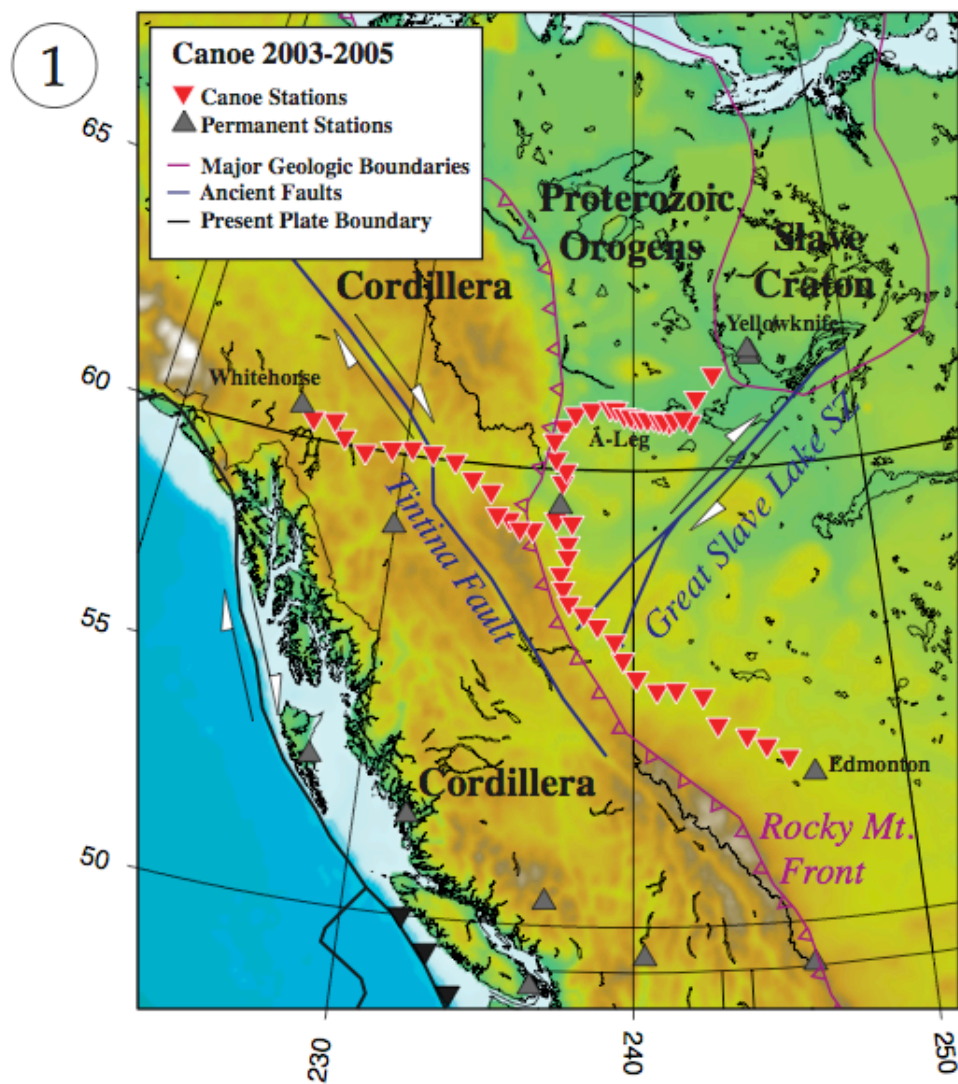 1
Canoe 2003-2005
Canoe Stations
Permanent Stations
Major Geologic Boundaries
Ancient Faults
Present Plate Boundary
65
60
55
50
Proterozoic
Orogens
Slave
Craton
Cordillera
Yellowknife
Whitehorse
A-Leg
Tintina Fault
Great Slave Lake SZ
Cordillera
Edmonton
Rocky Mt.
Front
230
240
250